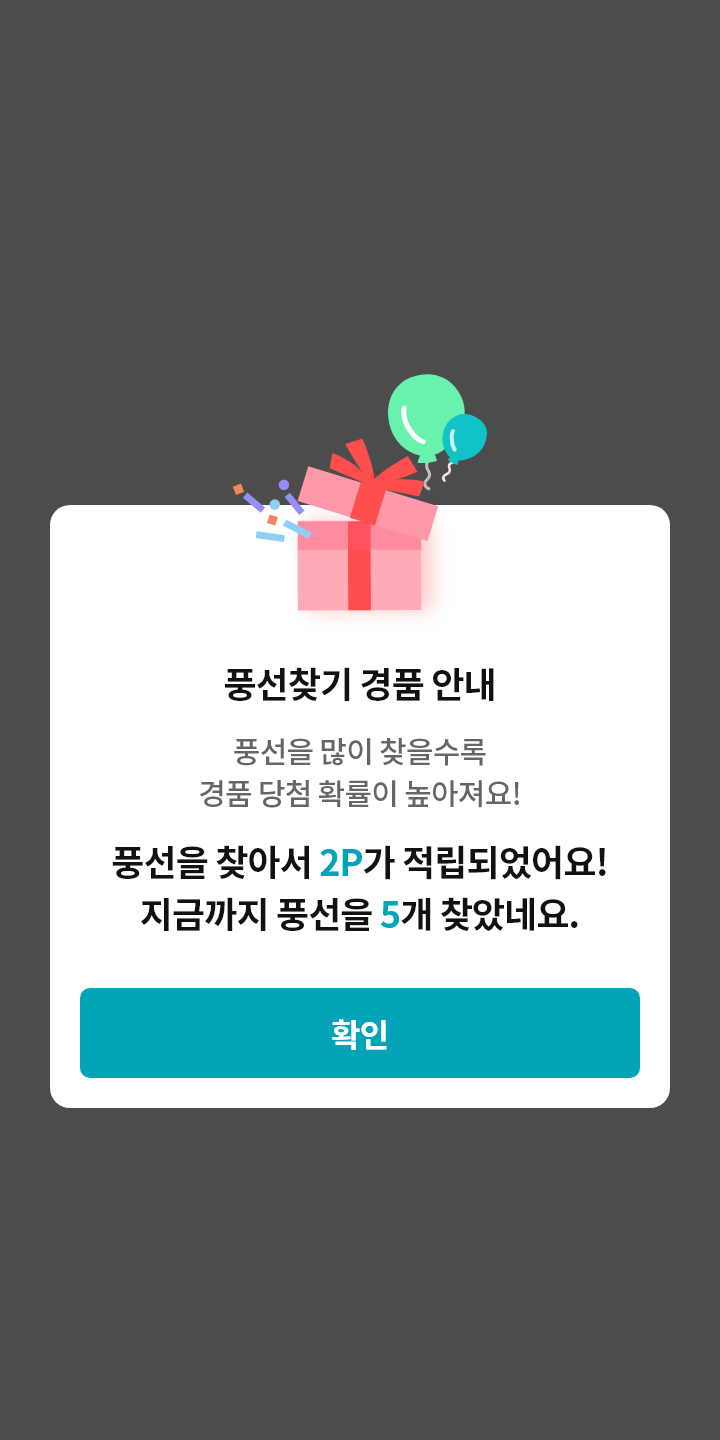 풍선찾기 경품 안내
풍선을 많이 찾을수록
경품 당첨 확률이 높아져요!
풍선을 찾아서 2P가 적립되었어요!
지금까지 풍선을 5개 찾았네요.
확인